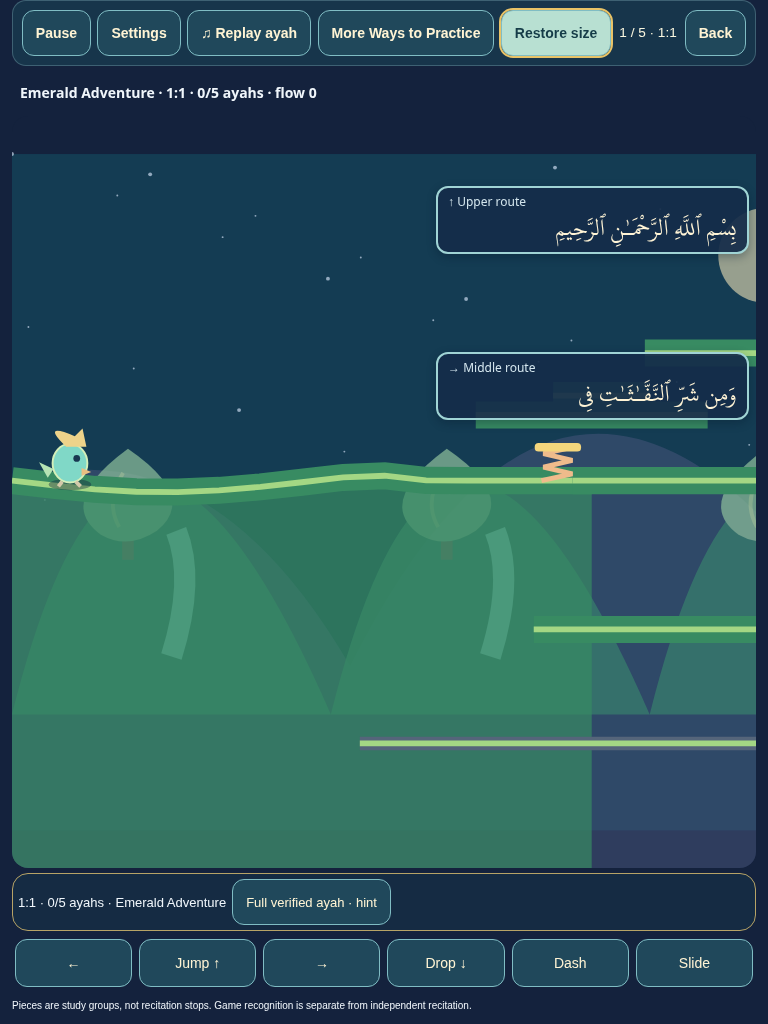 Pause Settings ♫ Replay ayah More Ways to Practice Restore size 1 / 5 · 1:1 Back
Emerald Adventure · 1:1 · 0/5 ayahs · flow 0
↑ Upper route
بِسْمِ ٱللَّهِ ٱلرَّحْمَـٰنِ ٱلرَّحِيمِ
→ Middle route
وَمِن شَرِّ ٱلنَّفَّـٰثَـٰتِ فِى
1:1 · 0/5 ayahs · Emerald Adventure Full verified ayah · hint
← Jump ↑ → Drop ↓ Dash Slide
Pieces are study groups, not recitation stops. Game recognition is separate from independent recitation.